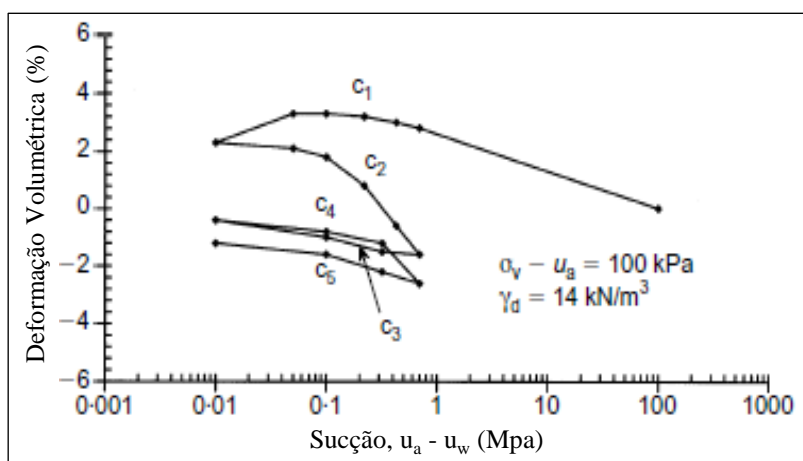 Deformação Volumétrica (%)
6
4
2
0
−2
−4
−6
c1
c2
c4
c5
c3
σv − ua = 100 kPa
γd = 14 kN/m³
0·001
0·01
0·1
1
10
100
1000
Sucção, ua - uw (Mpa)